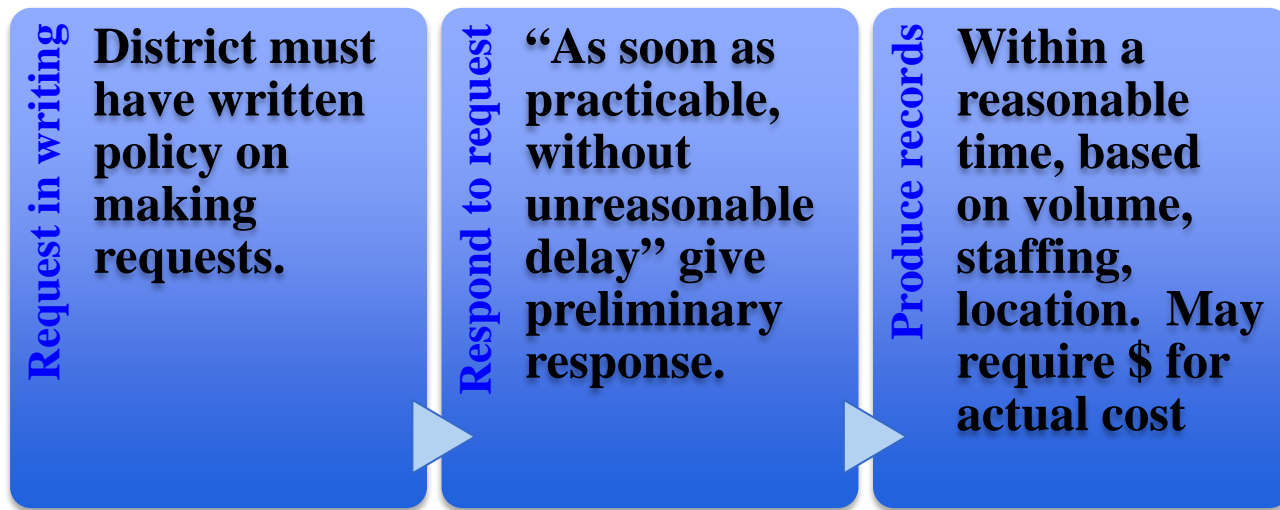 Request in writing
District must
have written
policy on
making
requests.
Respond to request
“As soon as
practicable,
without
unreasonable
delay” give
preliminary
response.
Produce records
Within a
reasonable
time, based
on volume,
staffing,
location.  May
require $ for
actual cost